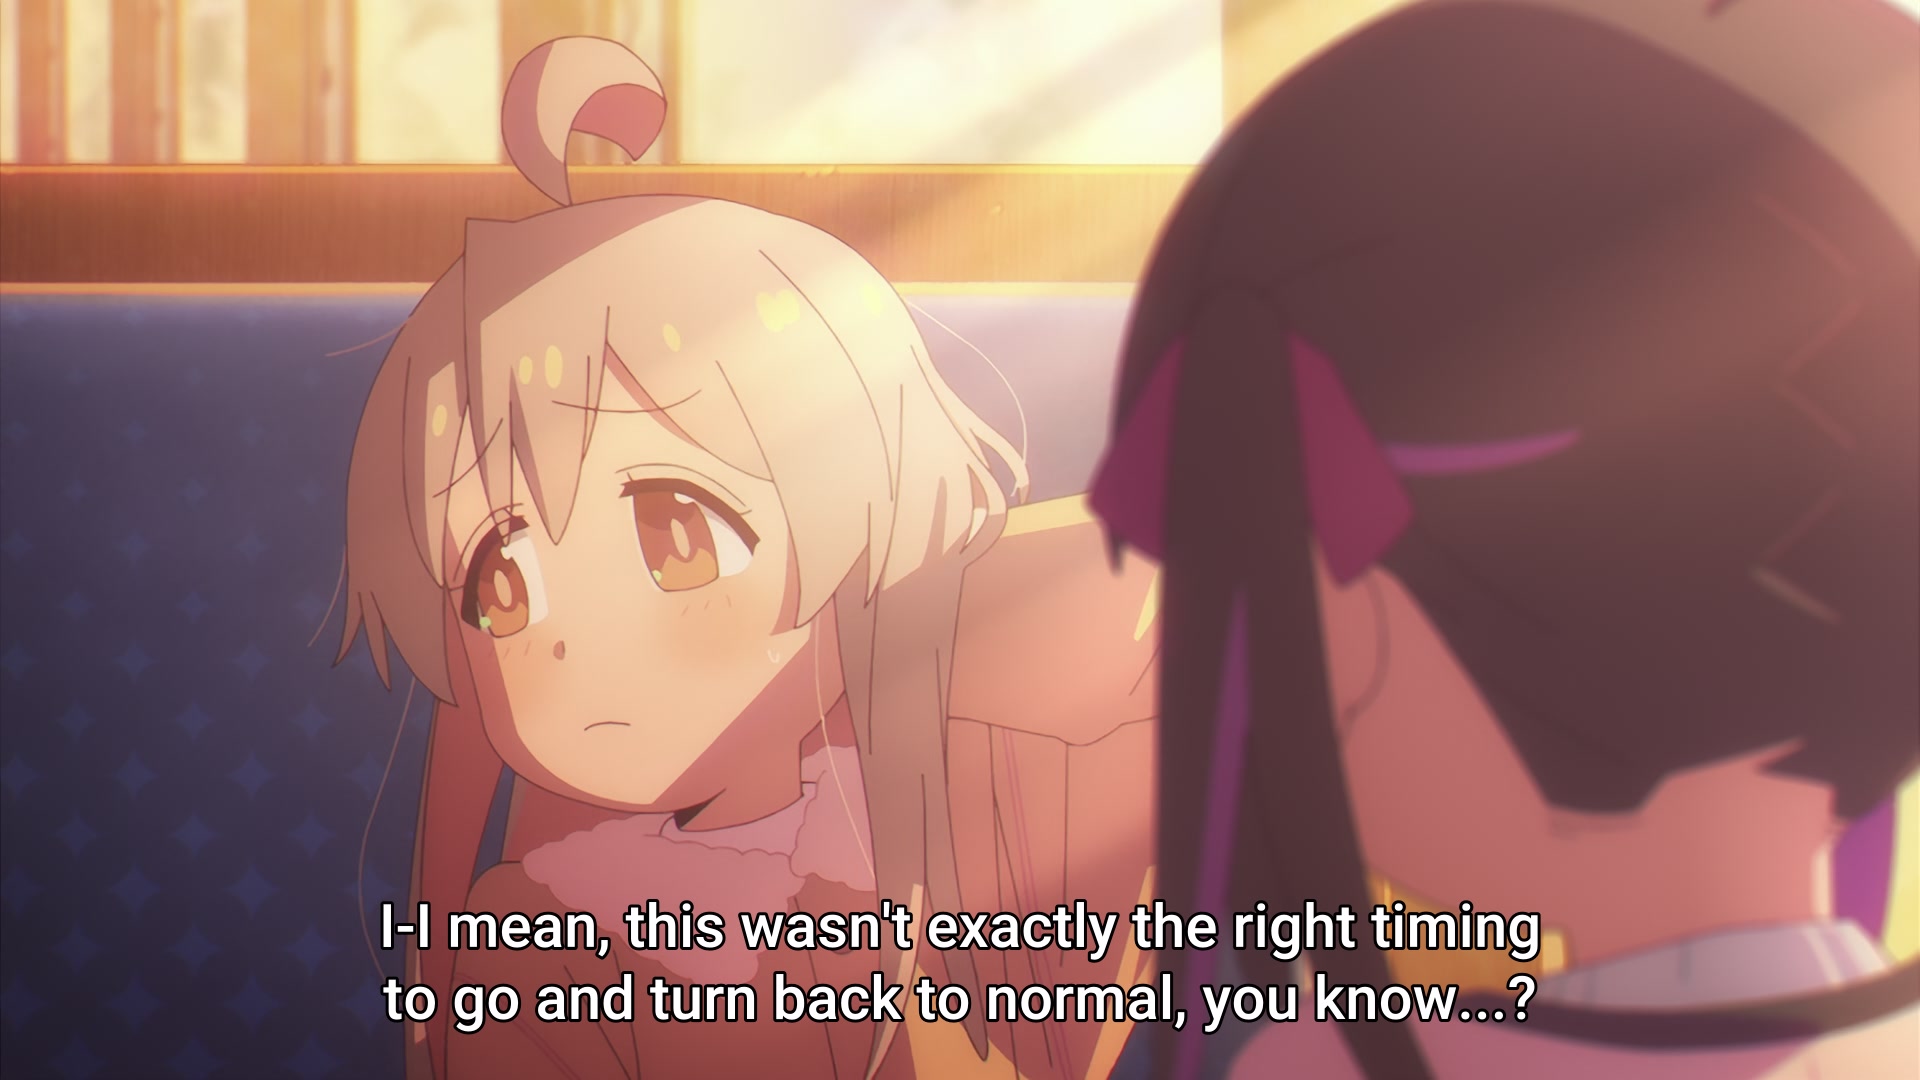 I-I mean, this wasn't exactly the right timing
to go and turn back to normal, you know...?